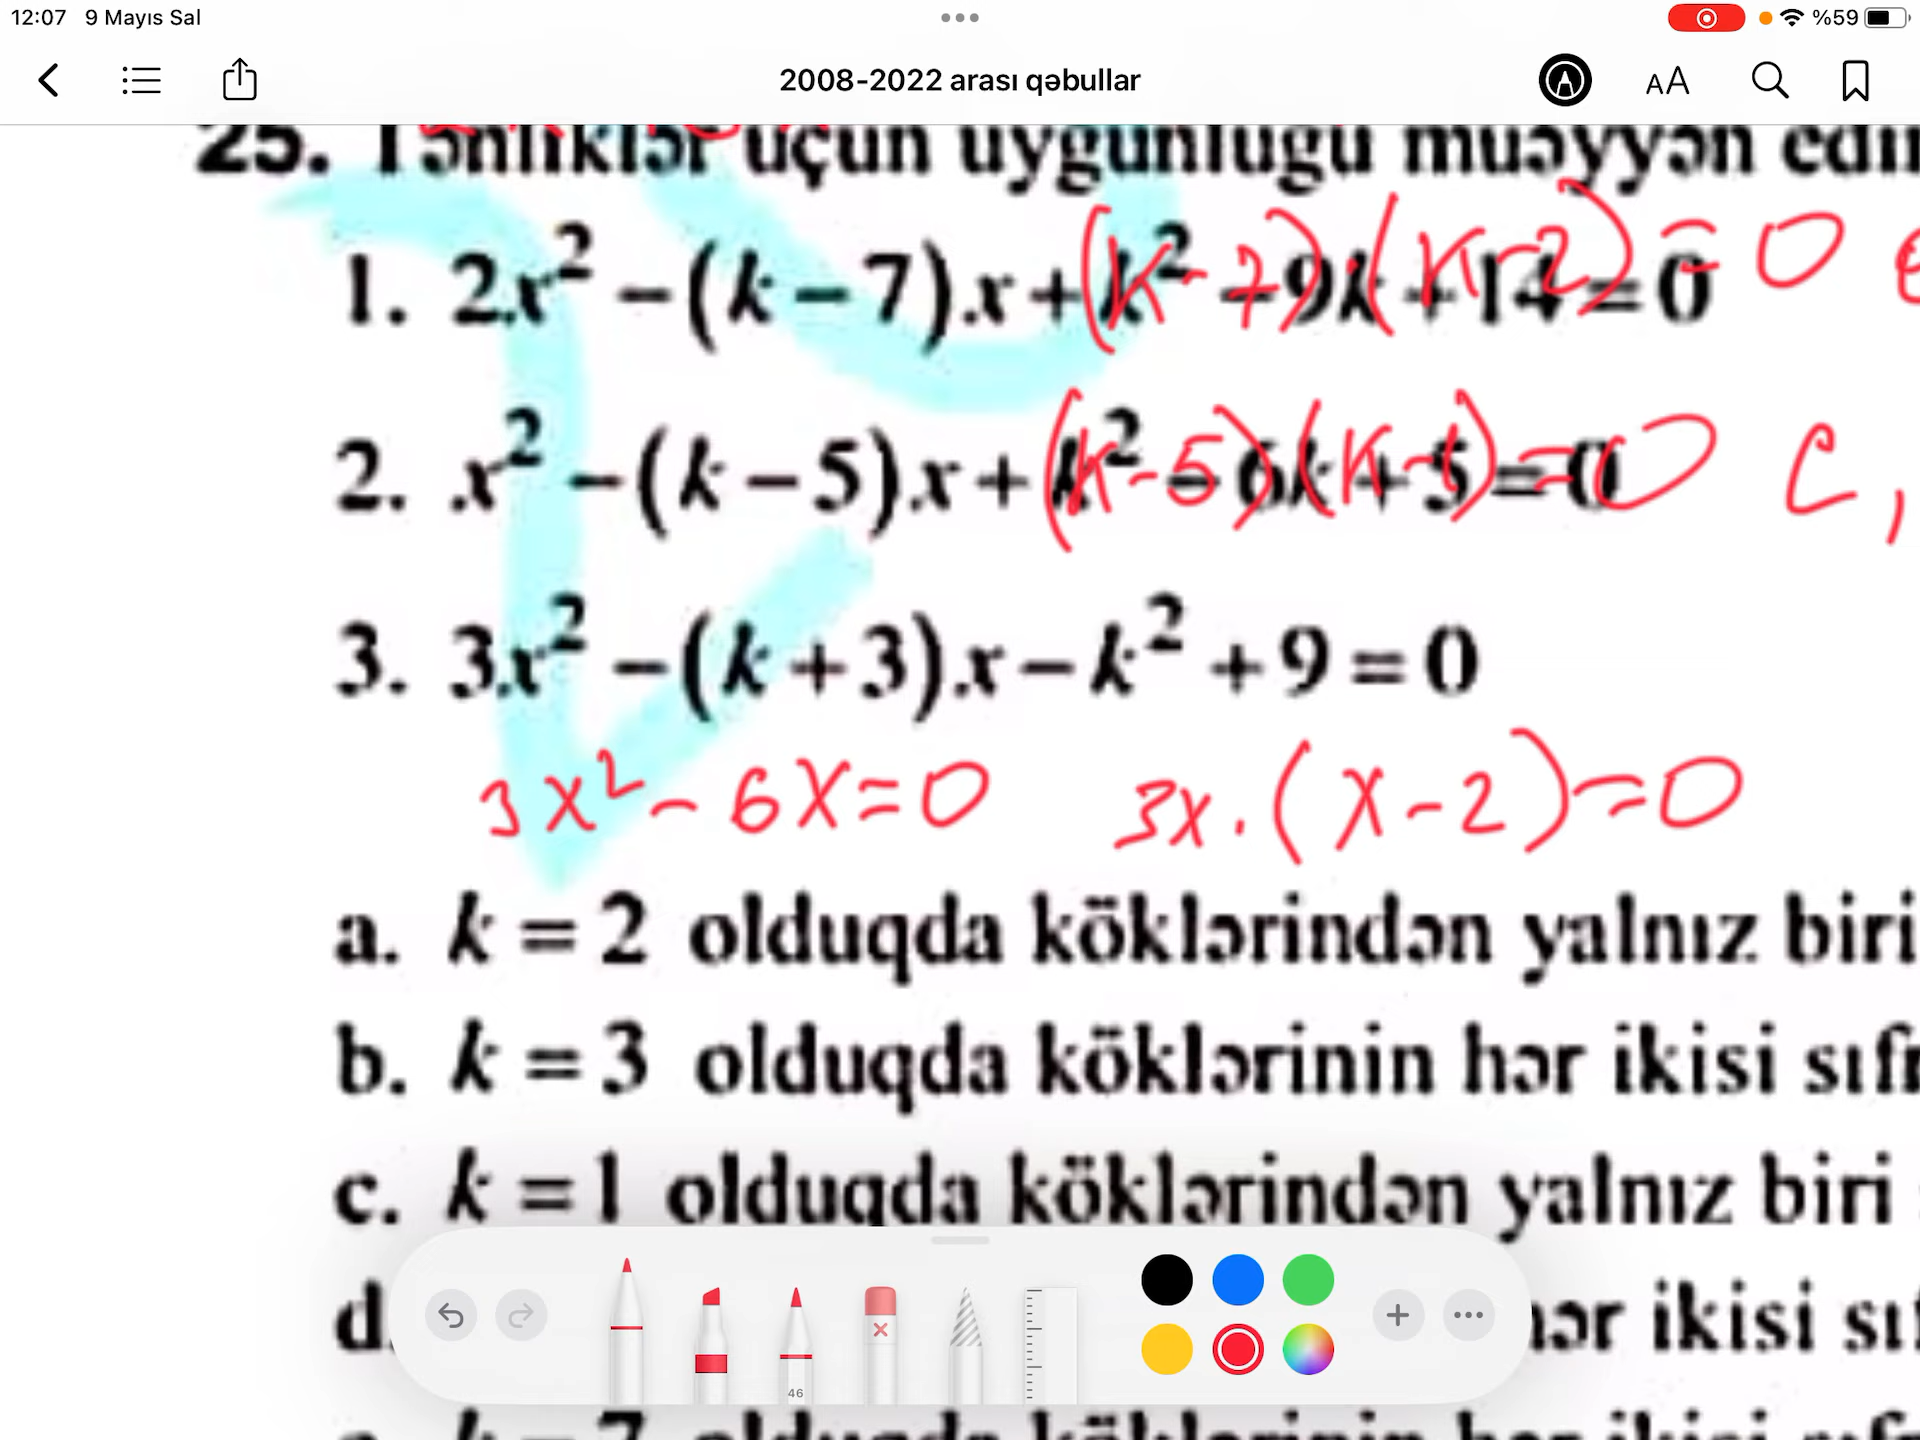 12:07 9 Mayıs Sal %59
2008-2022 arası qəbullar
25. Tənliklər üçün uyğunluğu müəyyən edin
1. 2x² – (k – 7)x + k² – 9k + 14 = 0
(k-7)·(k-2) = 0
2. x² – (k – 5)x + k² – 6k + 5 = 0
(k-5)(k-1) = 0 c,
3. 3x² – (k + 3)x – k² + 9 = 0
3x² - 6x = 0 3x·(x-2) = 0
a. k = 2 olduqda köklərindən yalnız biri
b. k = 3 olduqda köklərinin hər ikisi
c. k = 1 olduqda köklərindən yalnız biri
d. hər ikisi
46